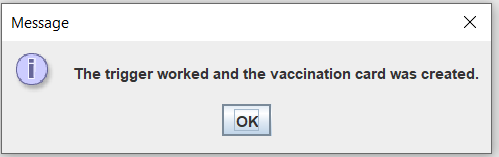 Message
The trigger worked and the vaccination card was created.
OK